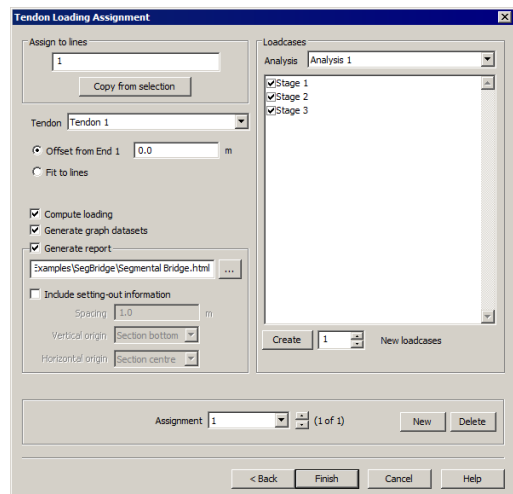 Tendon Loading Assignment
Assign to lines
1
Copy from selection
Tendon Tendon 1
Offset from End 1 0.0 m
Fit to lines
Compute loading
Generate graph datasets
Generate report
Examples\SegBridge\Segmental Bridge.html ...
Include setting-out information
Spacing 1.0 m
Vertical origin Section bottom
Horizontal origin Section centre
Loadcases
Analysis Analysis 1
Stage 1
Stage 2
Stage 3
Create 1 New loadcases
Assignment 1 (1 of 1) New Delete
< Back Finish Cancel Help